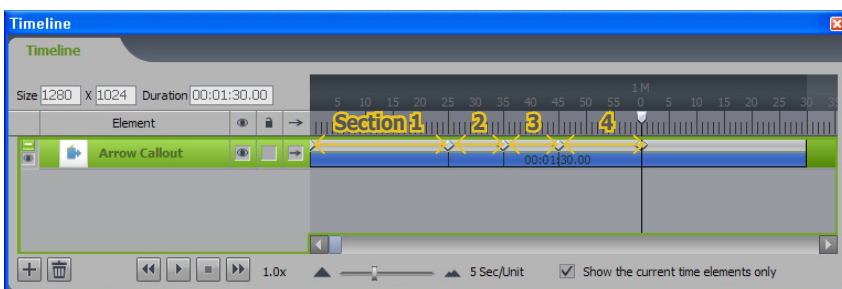 Timeline
Timeline
Size 1280 X 1024 Duration 00:01:30.00
1 M
5 10 15 20 25 30 35 40 45 50 55 0 5 10 15 20 25 30 35
Element
Section 1 2 3 4
Arrow Callout
00:01:30.00
1.0x
5 Sec/Unit
Show the current time elements only